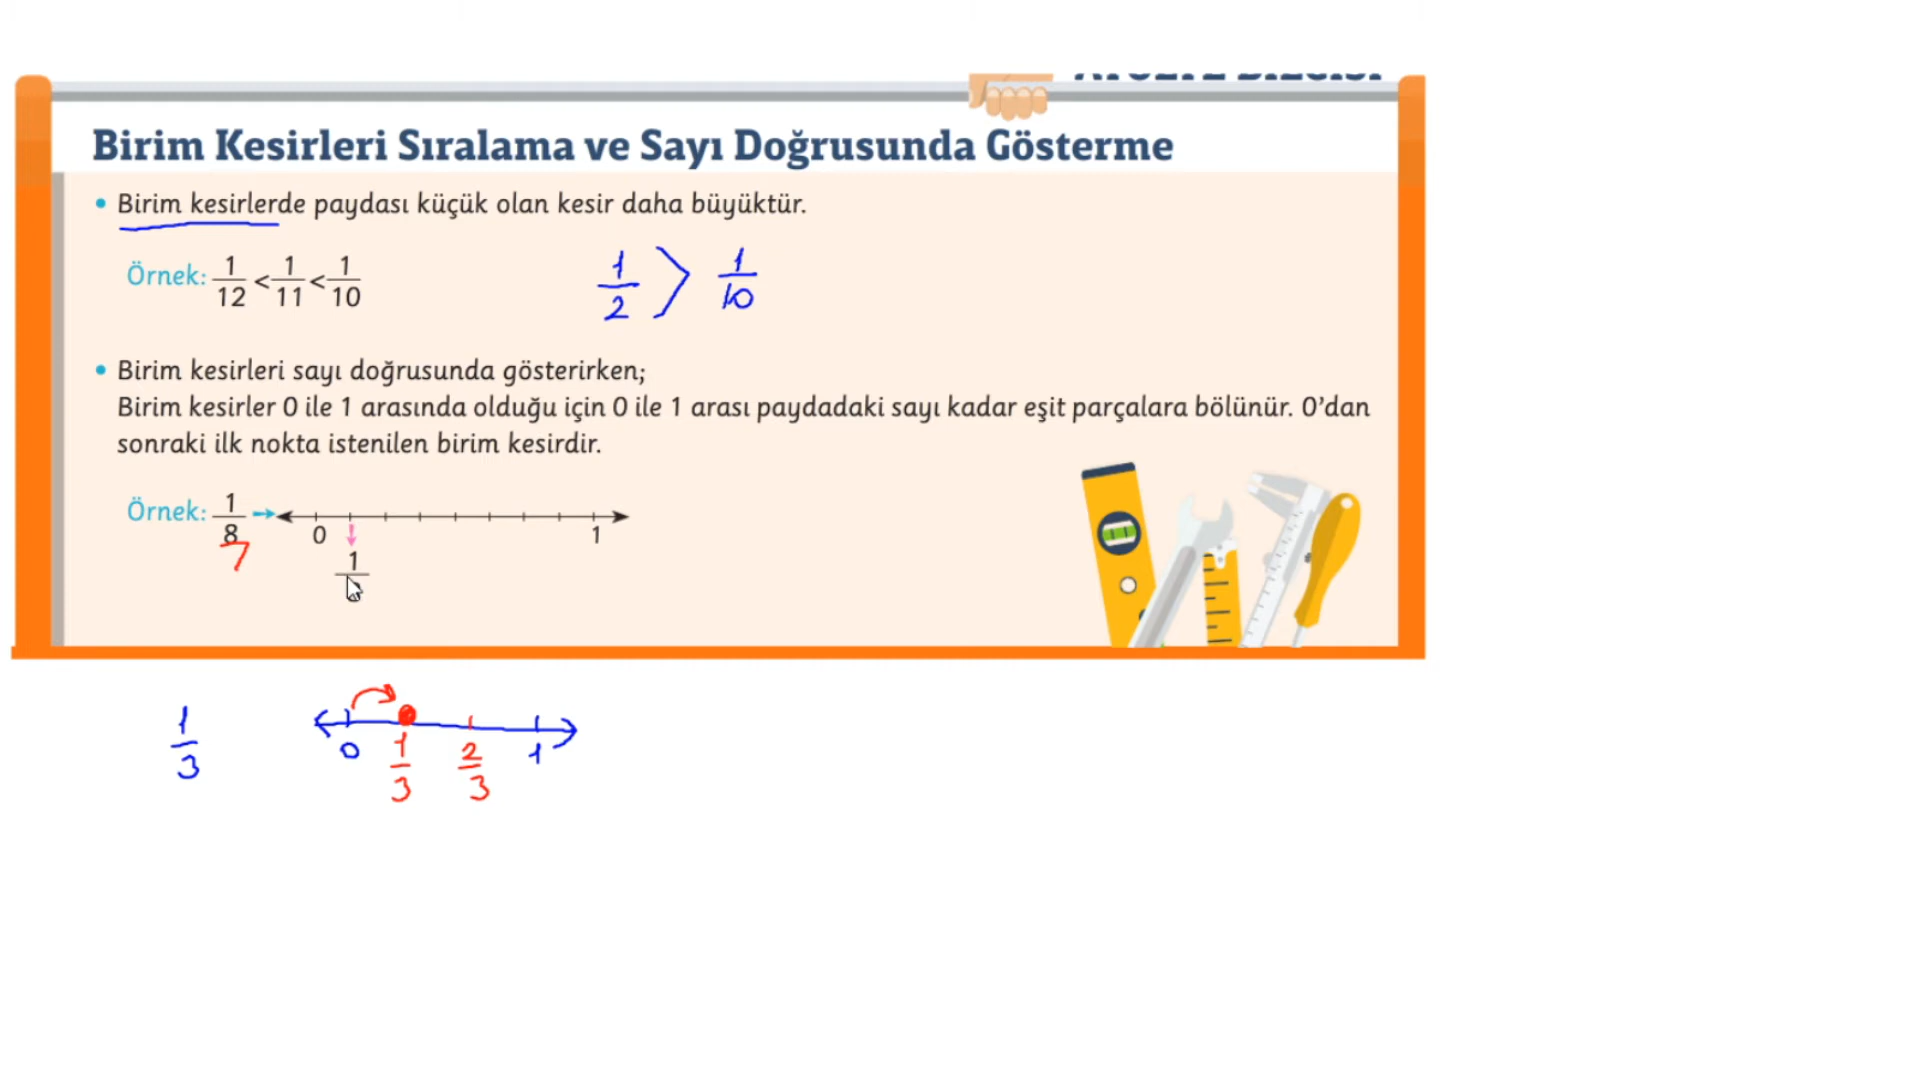 Birim Kesirleri Sıralama ve Sayı Doğrusunda Gösterme
• Birim kesirlerde paydası küçük olan kesir daha büyüktür.
Örnek: 1/12 < 1/11 < 1/10
1/2 > 1/10
• Birim kesirleri sayı doğrusunda gösterirken;
Birim kesirler 0 ile 1 arasında olduğu için 0 ile 1 arası paydadaki sayı kadar eşit parçalara bölünür. 0'dan
sonraki ilk nokta istenilen birim kesirdir.
Örnek: 1/8
0 1
7
1
1/3
0 1/3 2/3 1